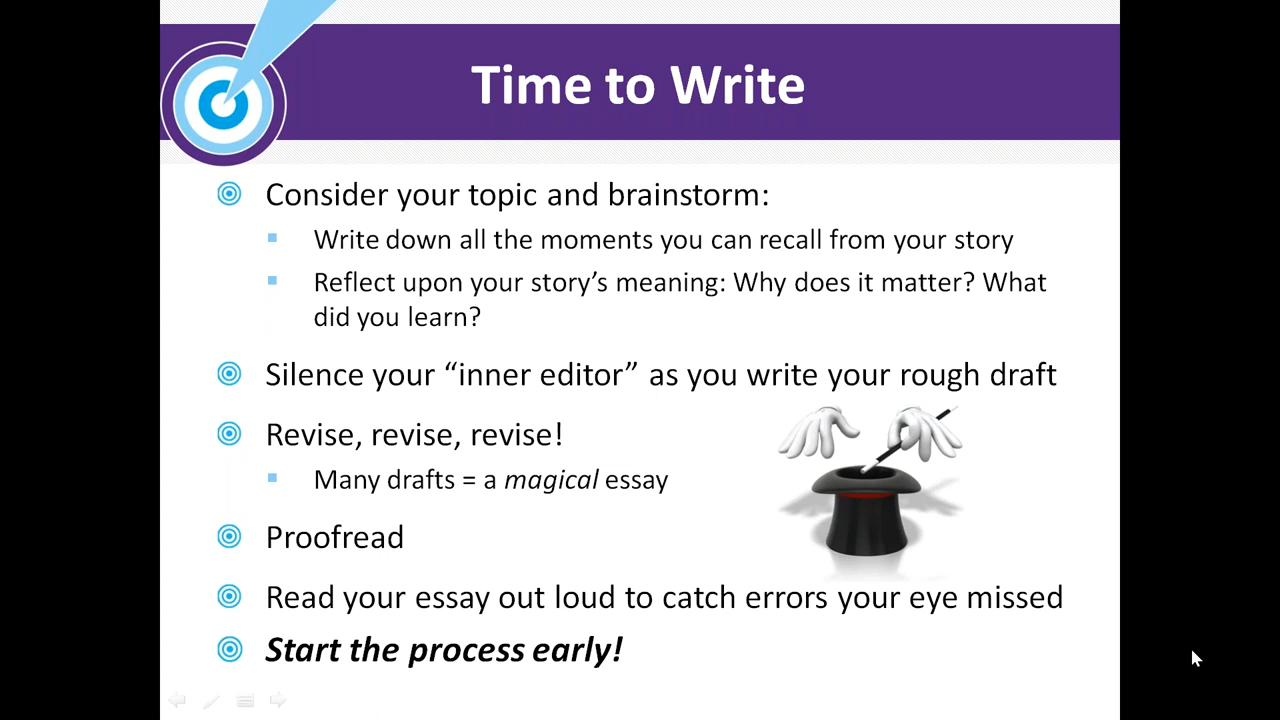 Time to Write
Consider your topic and brainstorm:
Write down all the moments you can recall from your story
Reflect upon your story’s meaning: Why does it matter? What
did you learn?
Silence your “inner editor” as you write your rough draft
Revise, revise, revise!
Many drafts = a magical essay
Proofread
Read your essay out loud to catch errors your eye missed
Start the process early!